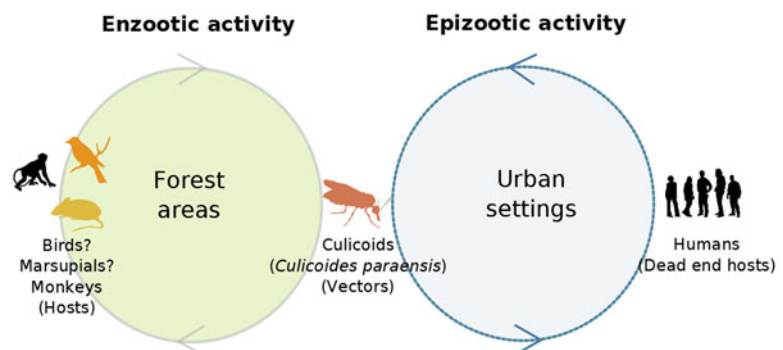 Enzootic activity
Epizootic activity
Forest
areas
Urban
settings
Birds?
Marsupials?
Monkeys
(Hosts)
Culicoids
(Culicoides paraensis)
(Vectors)
Humans
(Dead end hosts)